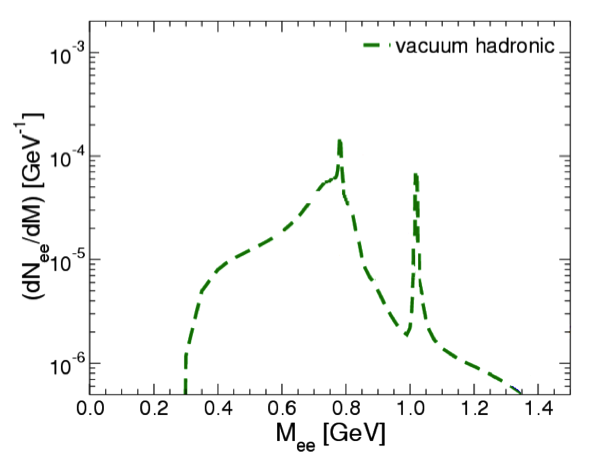 vacuum hadronic
10^-3
10^-4
10^-5
10^-6
(dN_ee/dM) [GeV^-1]
0.0 0.2 0.4 0.6 0.8 1.0 1.2 1.4
M_ee [GeV]